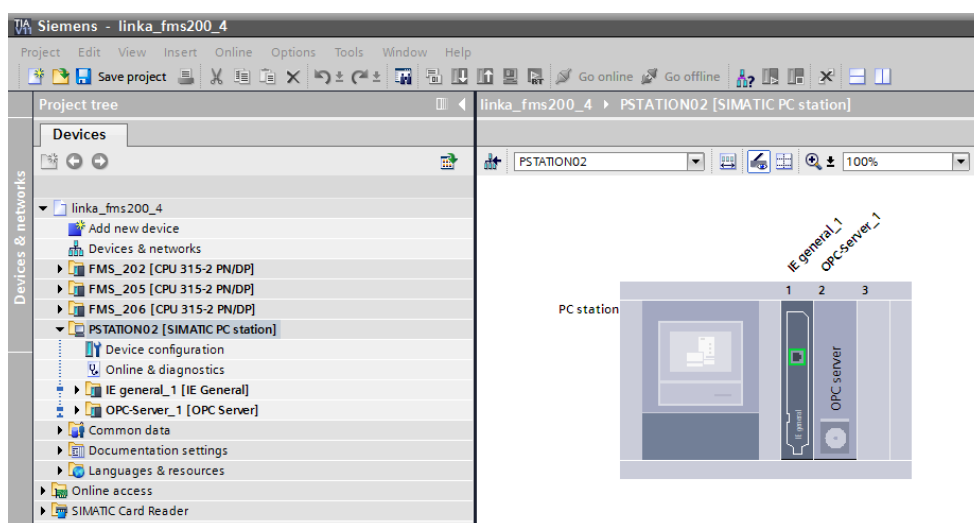 Siemens - linka_fms200_4
Project Edit View Insert Online Options Tools Window Help
Save project Go online Go offline
Project tree
linka_fms200_4 ▸ PSTATION02 [SIMATIC PC station]
Devices
PSTATION02 100%
Devices & networks
linka_fms200_4
Add new device
Devices & networks
FMS_202 [CPU 315-2 PN/DP]
FMS_205 [CPU 315-2 PN/DP]
FMS_206 [CPU 315-2 PN/DP]
PSTATION02 [SIMATIC PC station]
Device configuration
Online & diagnostics
IE general_1 [IE General]
OPC-Server_1 [OPC Server]
Common data
Documentation settings
Languages & resources
Online access
SIMATIC Card Reader
IE general_1
OPC-Server_1
1 2 3
PC station
IE general
OPC server